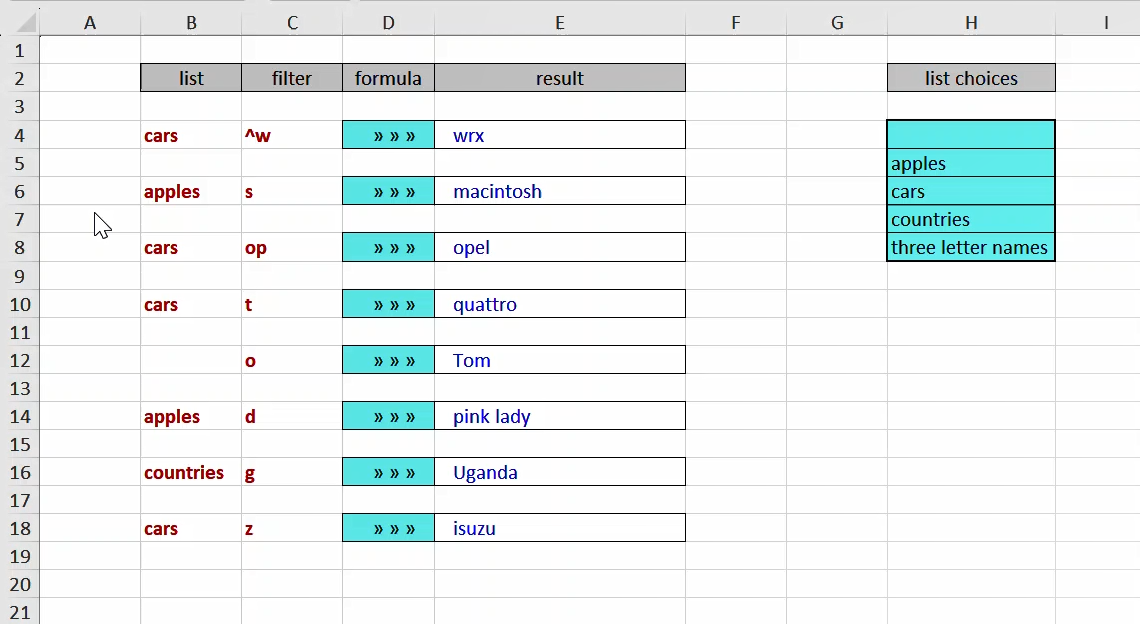 A B C D E F G H I
1
2 list filter formula result list choices
3
4 cars ^w » » » wrx
5 apples
6 apples s » » » macintosh cars
7 countries
8 cars op » » » opel three letter names
9
10 cars t » » » quattro
11
12 o » » » Tom
13
14 apples d » » » pink lady
15
16 countries g » » » Uganda
17
18 cars z » » » isuzu
19
20
21